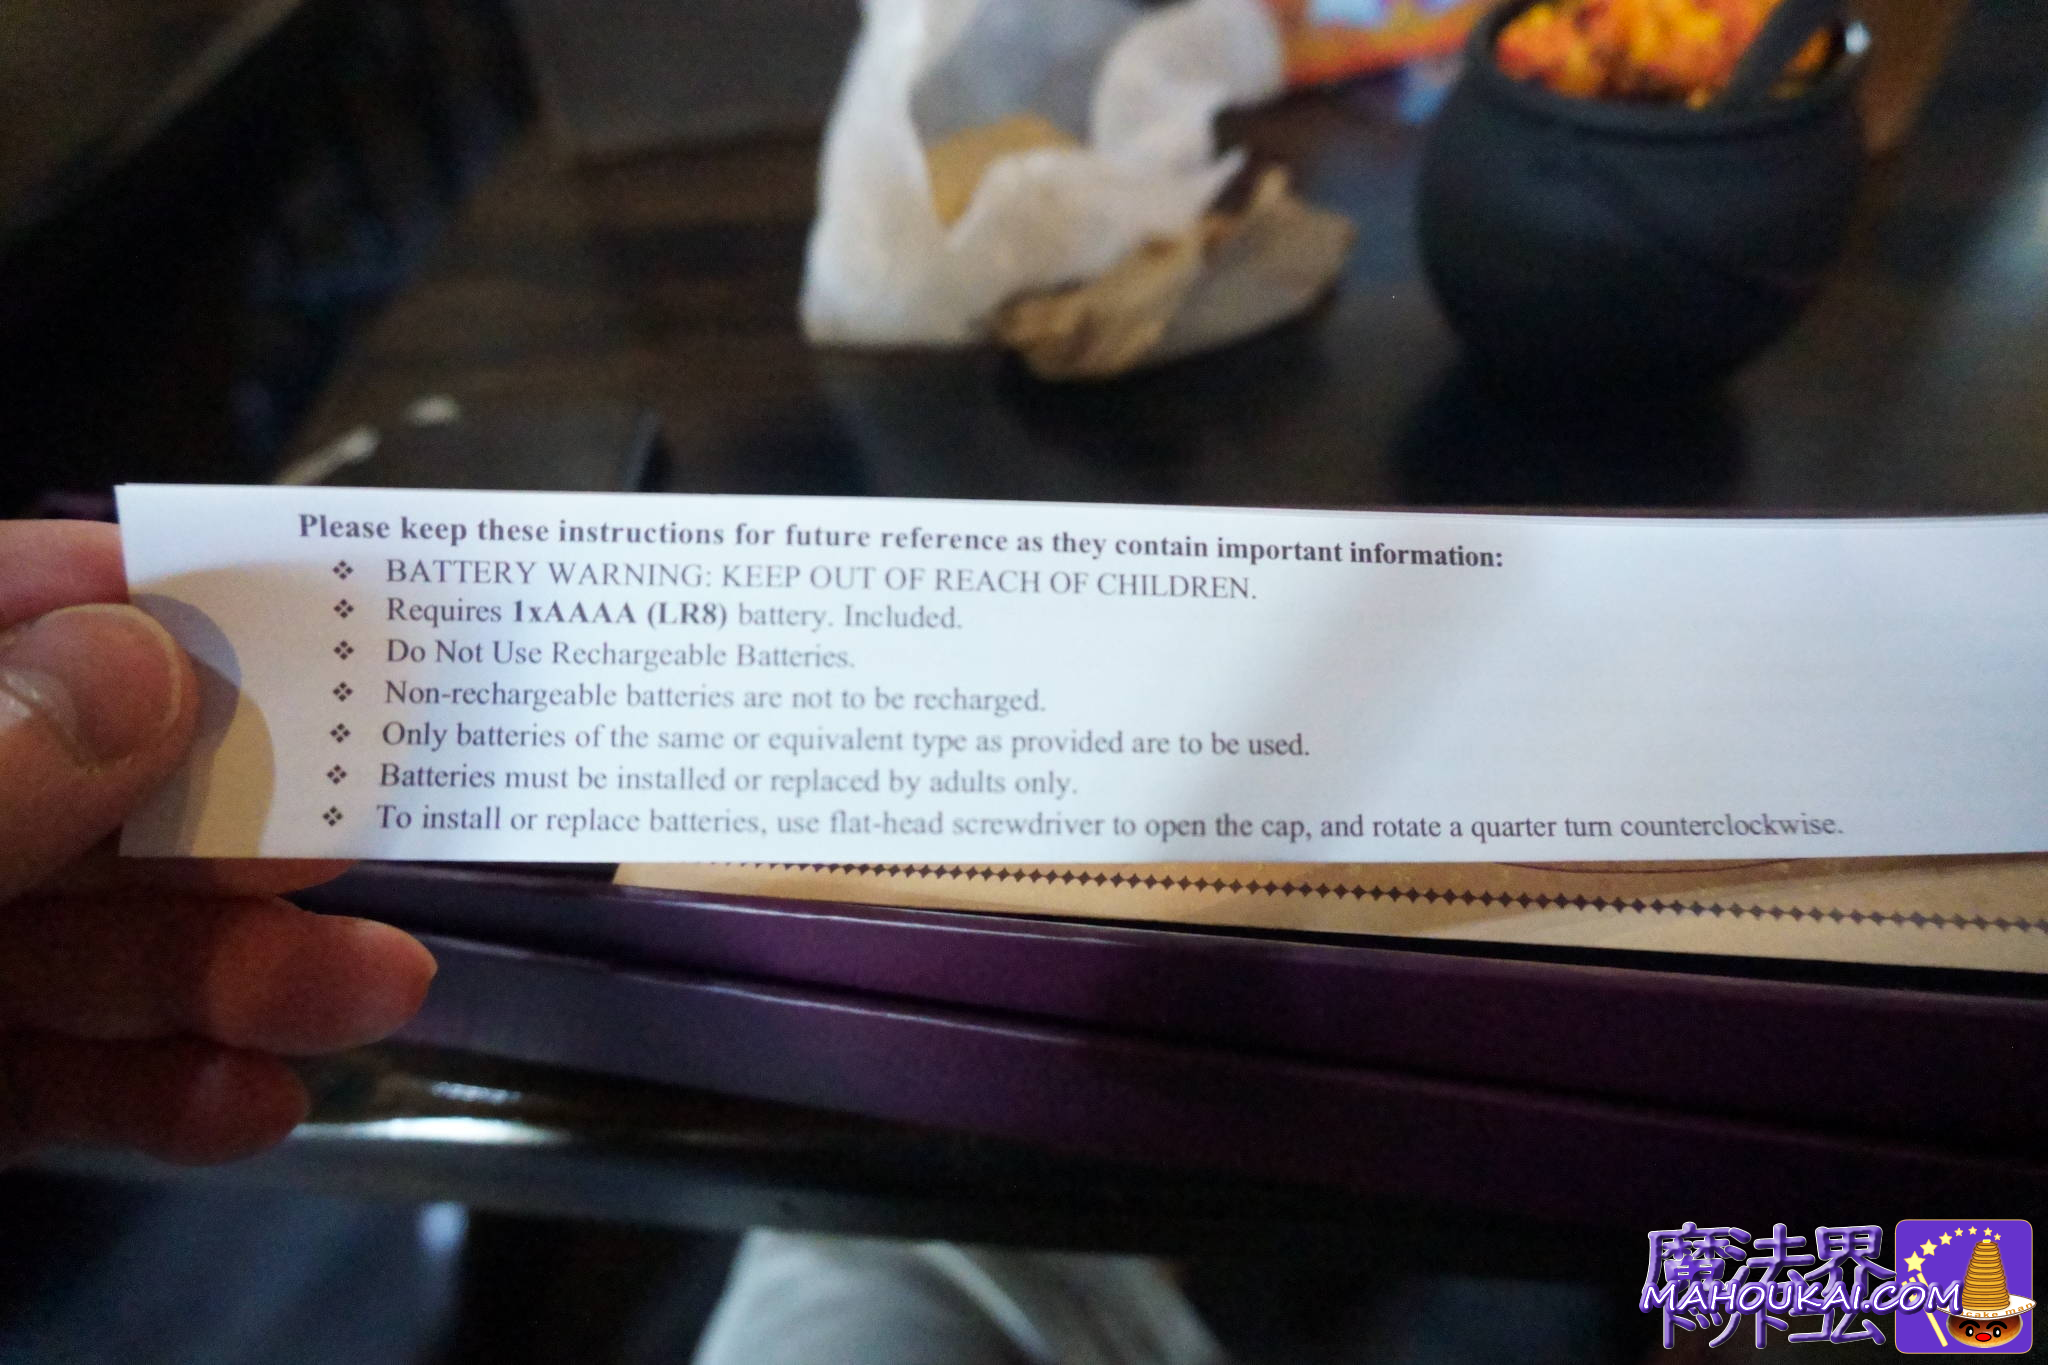 Please keep these instructions for future reference as they contain important information:
❖ BATTERY WARNING: KEEP OUT OF REACH OF CHILDREN.
❖ Requires 1xAAAA (LR8) battery. Included.
❖ Do Not Use Rechargeable Batteries.
❖ Non-rechargeable batteries are not to be recharged.
❖ Only batteries of the same or equivalent type as provided are to be used.
❖ Batteries must be installed or replaced by adults only.
❖ To install or replace batteries, use flat-head screwdriver to open the cap, and rotate a quarter turn counterclockwise.
魔法界
MAHOUKAI.COM
ドットコム